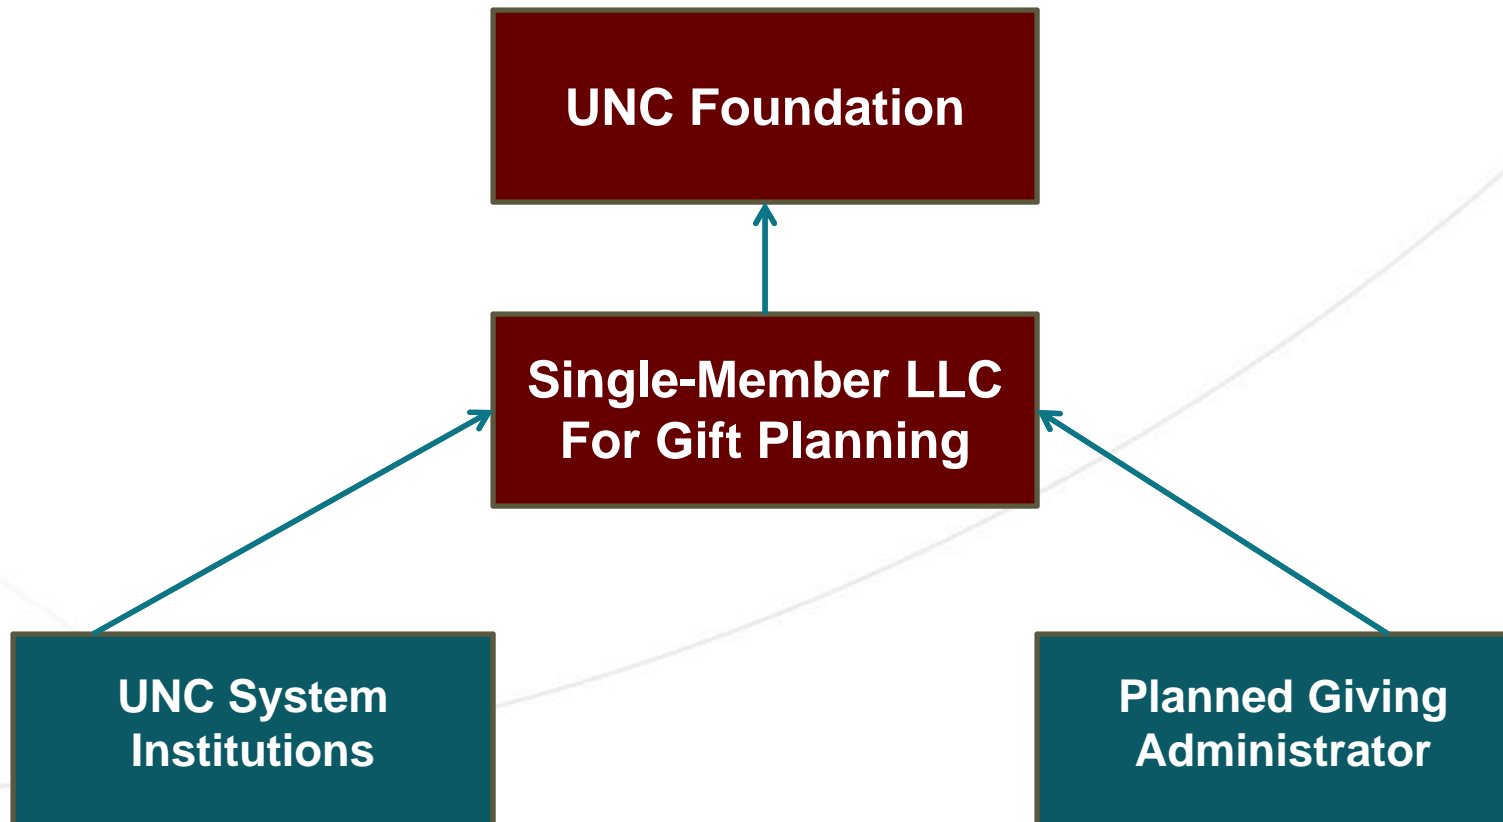 UNC Foundation
Single-Member LLC
For Gift Planning
UNC System
Institutions
Planned Giving
Administrator